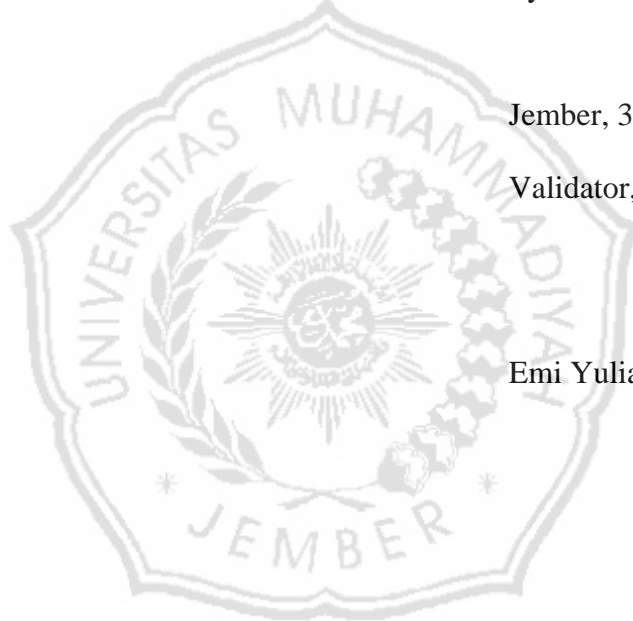 Jember, 3
Validator,
Emi Yulia
UNIVERSITAS MUHAMMADIYAH
JEMBER